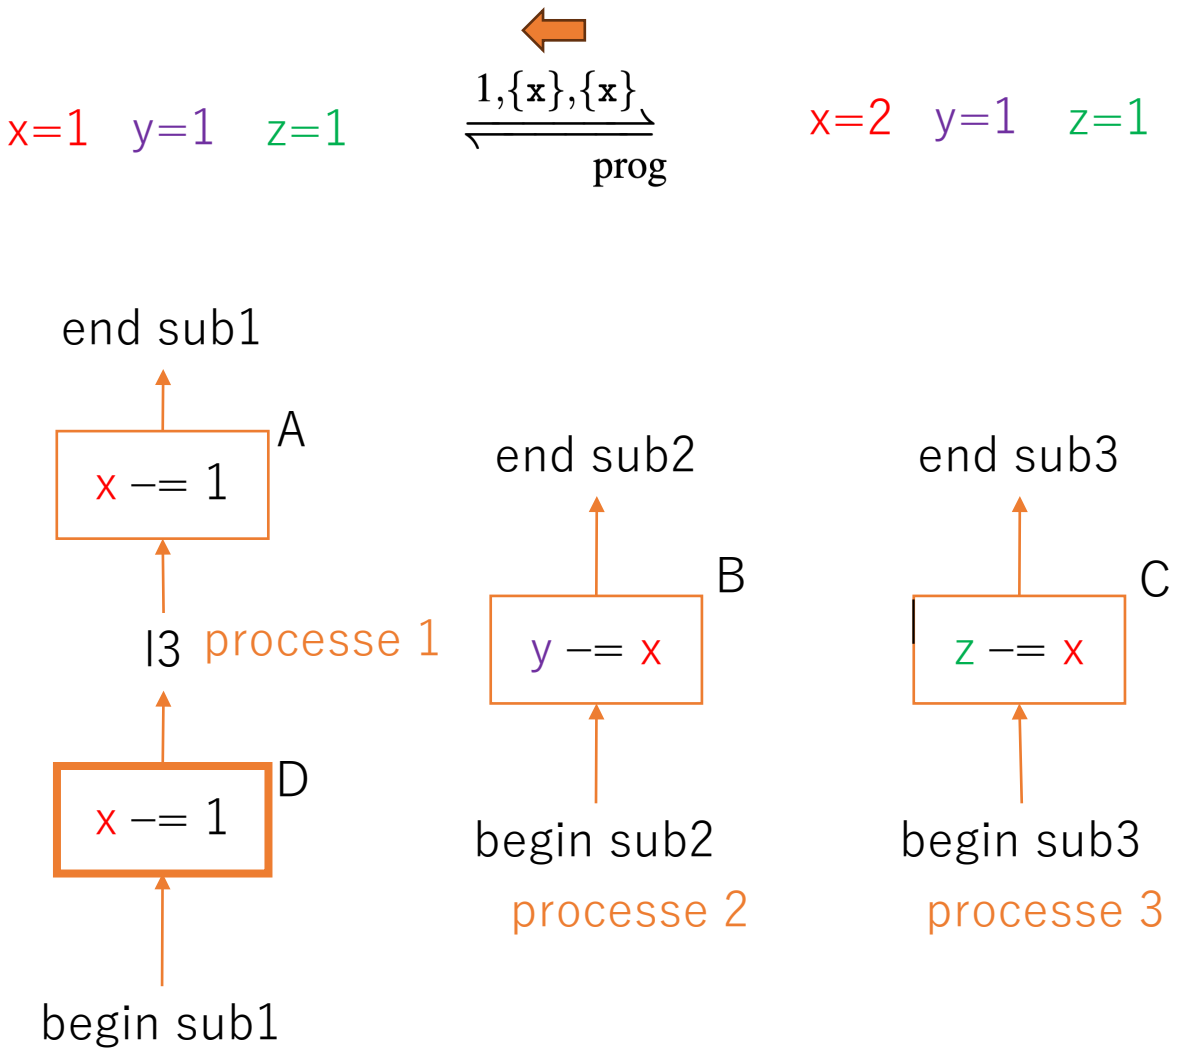 1,{x},{x}
x=1 y=1 z=1
prog
x=2 y=1 z=1
end sub1
A
x −= 1
l3 processe 1
D
x −= 1
begin sub1
end sub2
B
y −= x
begin sub2
processe 2
end sub3
C
z −= x
begin sub3
processe 3